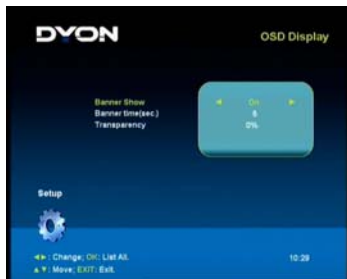 DYON
OSD Display
Banner Show ◄ On ►
Banner time(sec.) 5
Transparency 0%
Setup
◄►: Change; OK: List All.
▲▼: Move; EXIT: Exit.
10:29